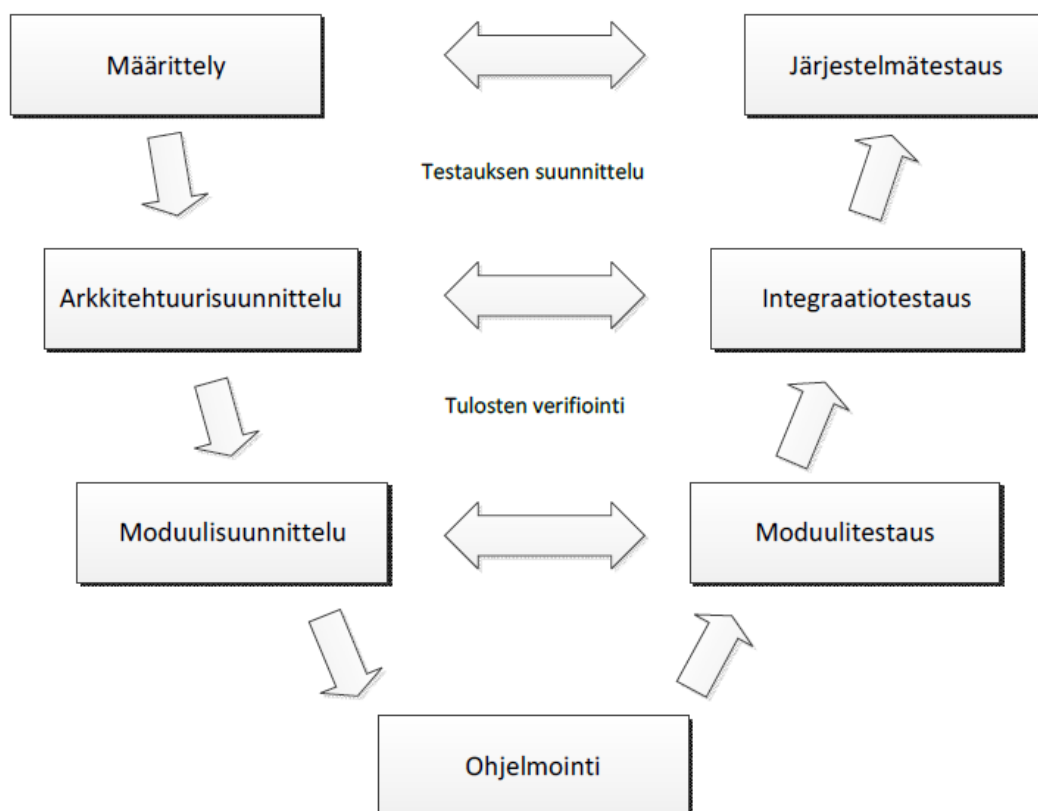 Määrittely
Järjestelmätestaus
Testauksen suunnittelu
Arkkitehtuurisuunnittelu
Integraatiotestaus
Tulosten verifiointi
Moduulisuunnittelu
Moduulitestaus
Ohjelmointi